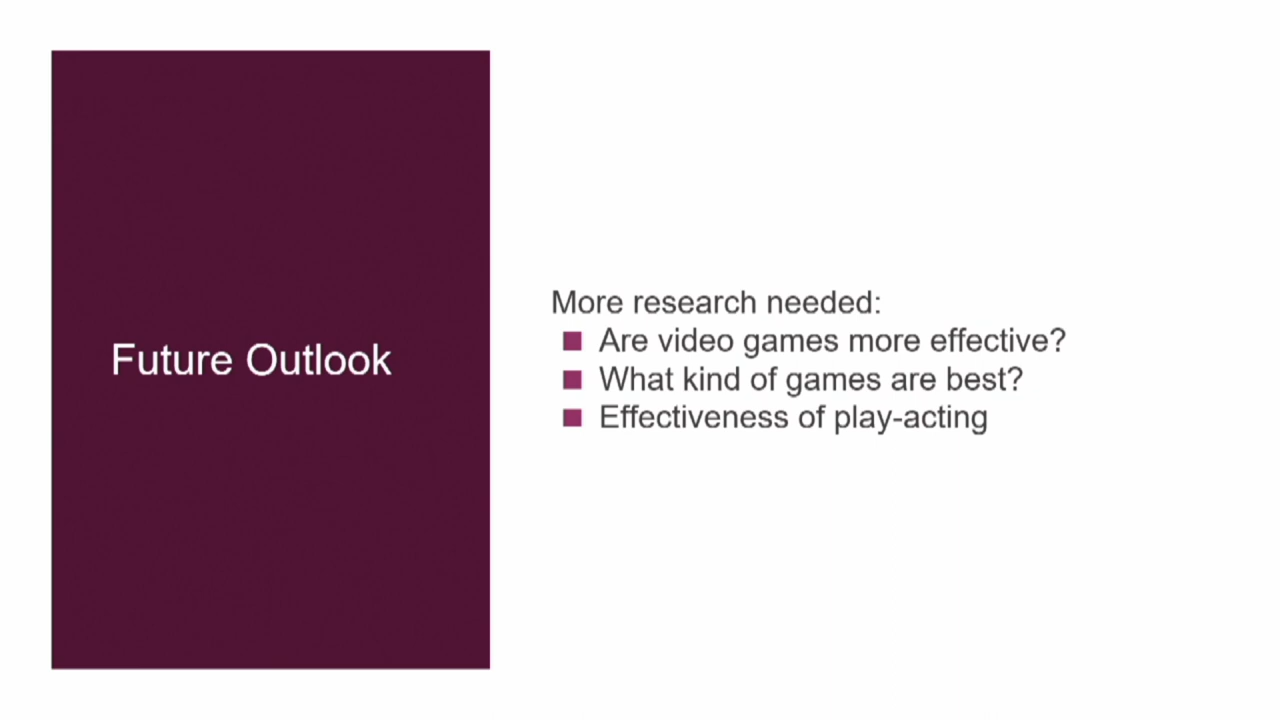 Future Outlook
More research needed:
Are video games more effective?
What kind of games are best?
Effectiveness of play-acting